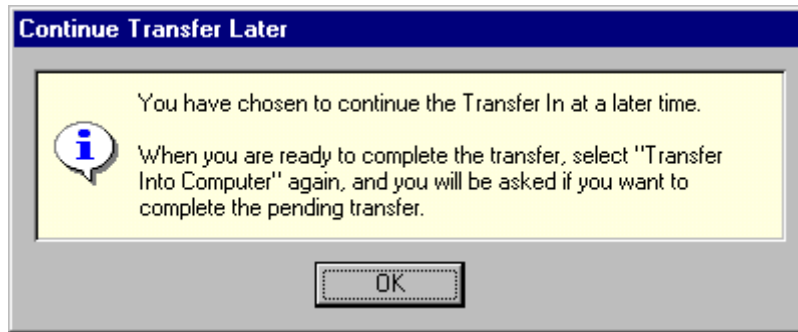 Continue Transfer Later
You have chosen to continue the Transfer In at a later time.
When you are ready to complete the transfer, select "Transfer
Into Computer" again, and you will be asked if you want to
complete the pending transfer.
OK